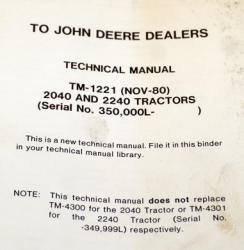 TO JOHN DEERE DEALERS
TECHNICAL MANUAL
TM-1221 (NOV-80)
2040 AND 2240 TRACTORS
(Serial No. 350,000L- )
This is a new technical manual. File it in this binder
in your technical manual library.
NOTE: This technical manual does not replace
TM-4300 for the 2040 Tractor or TM-4301
for the 2240 Tractor (Serial No.
-349,999L) respectively.